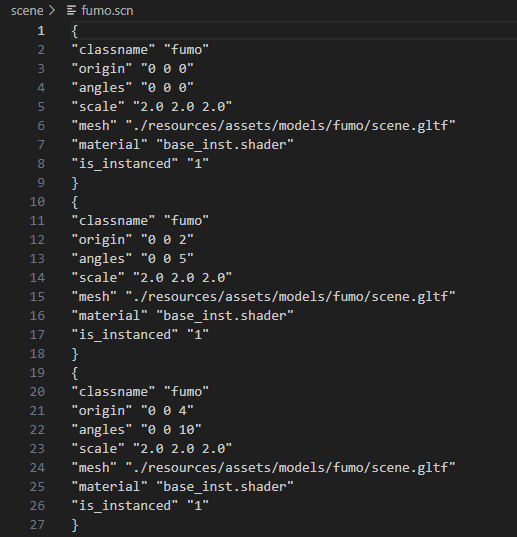 scene > fumo.scn
1 {
2 "classname" "fumo"
3 "origin" "0 0 0"
4 "angles" "0 0 0"
5 "scale" "2.0 2.0 2.0"
6 "mesh" "./resources/assets/models/fumo/scene.gltf"
7 "material" "base_inst.shader"
8 "is_instanced" "1"
9 }
10 {
11 "classname" "fumo"
12 "origin" "0 0 2"
13 "angles" "0 0 5"
14 "scale" "2.0 2.0 2.0"
15 "mesh" "./resources/assets/models/fumo/scene.gltf"
16 "material" "base_inst.shader"
17 "is_instanced" "1"
18 }
19 {
20 "classname" "fumo"
21 "origin" "0 0 4"
22 "angles" "0 0 10"
23 "scale" "2.0 2.0 2.0"
24 "mesh" "./resources/assets/models/fumo/scene.gltf"
25 "material" "base_inst.shader"
26 "is_instanced" "1"
27 }